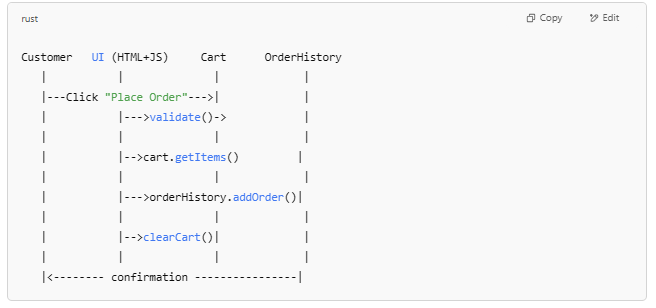 rust Copy Edit
Customer   UI (HTML+JS)     Cart      OrderHistory
   |           |              |             |
   |---Click "Place Order"--->|             |
   |           |--->validate()->            |
   |           |              |             |
   |           |-->cart.getItems()         |
   |           |              |             |
   |           |--->orderHistory.addOrder()|
   |           |              |             |
   |           |-->clearCart()|             |
   |           |              |             |
   |<-------- confirmation ----------------|